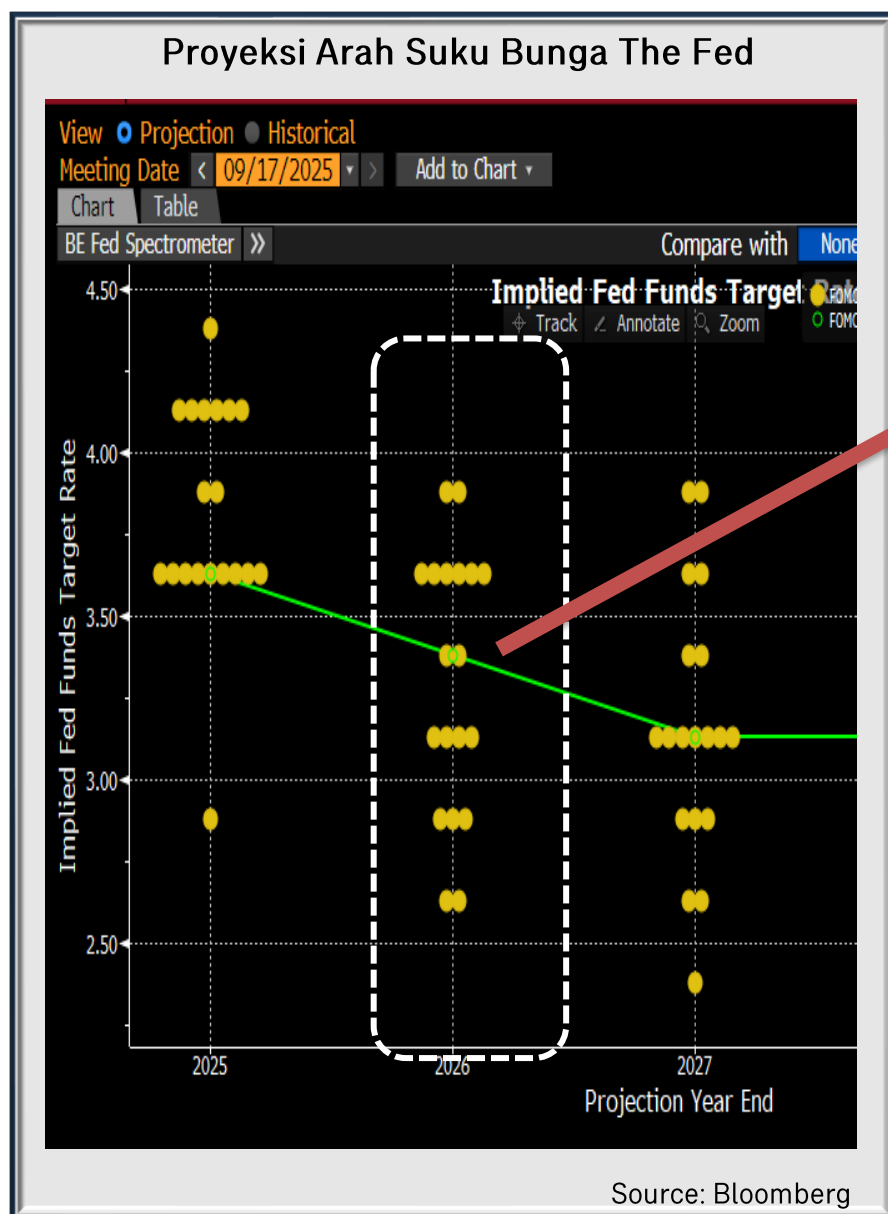 Proyeksi Arah Suku Bunga The Fed
View Projection Historical
Meeting Date < 09/17/2025 > Add to Chart
Chart Table
BE Fed Spectrometer » Compare with None
Implied Fed Funds Target
Track Annotate Zoom
Implied Fed Funds Target Rate
4.50
4.00
3.50
3.00
2.50
2025 2026 2027
Projection Year End
Source: Bloomberg